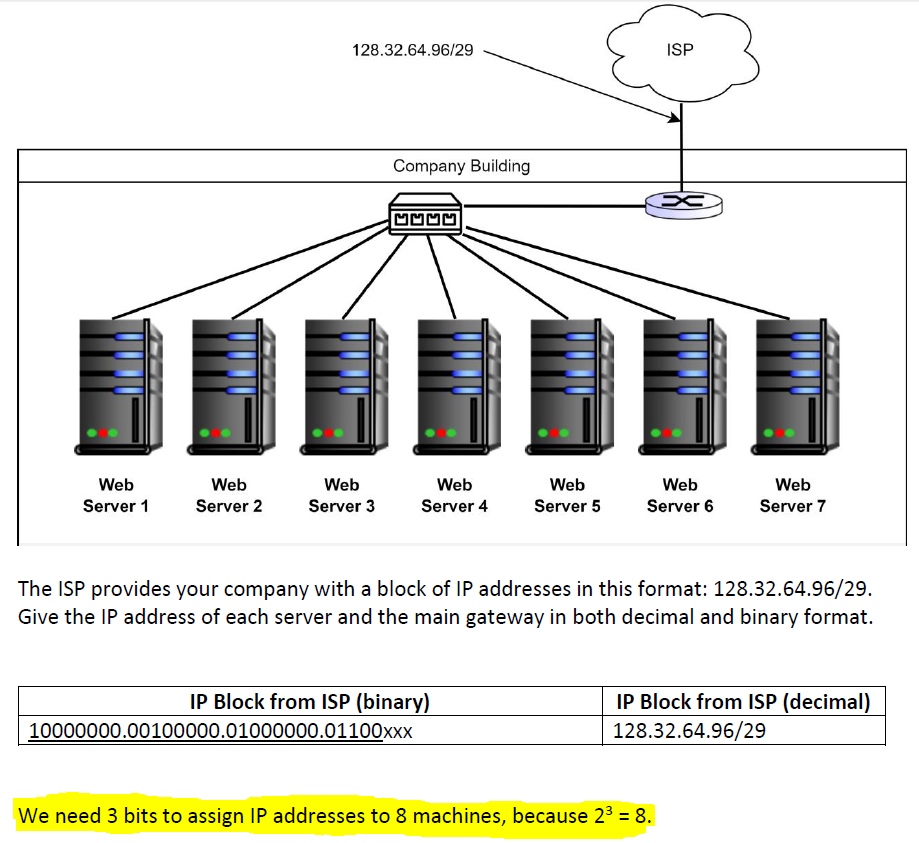 128.32.64.96/29
ISP
Company Building
Web Server 1
Web Server 2
Web Server 3
Web Server 4
Web Server 5
Web Server 6
Web Server 7
The ISP provides your company with a block of IP addresses in this format: 128.32.64.96/29.
Give the IP address of each server and the main gateway in both decimal and binary format.
IP Block from ISP (binary) IP Block from ISP (decimal)
10000000.00100000.01000000.01100xxx 128.32.64.96/29
We need 3 bits to assign IP addresses to 8 machines, because 2³ = 8.